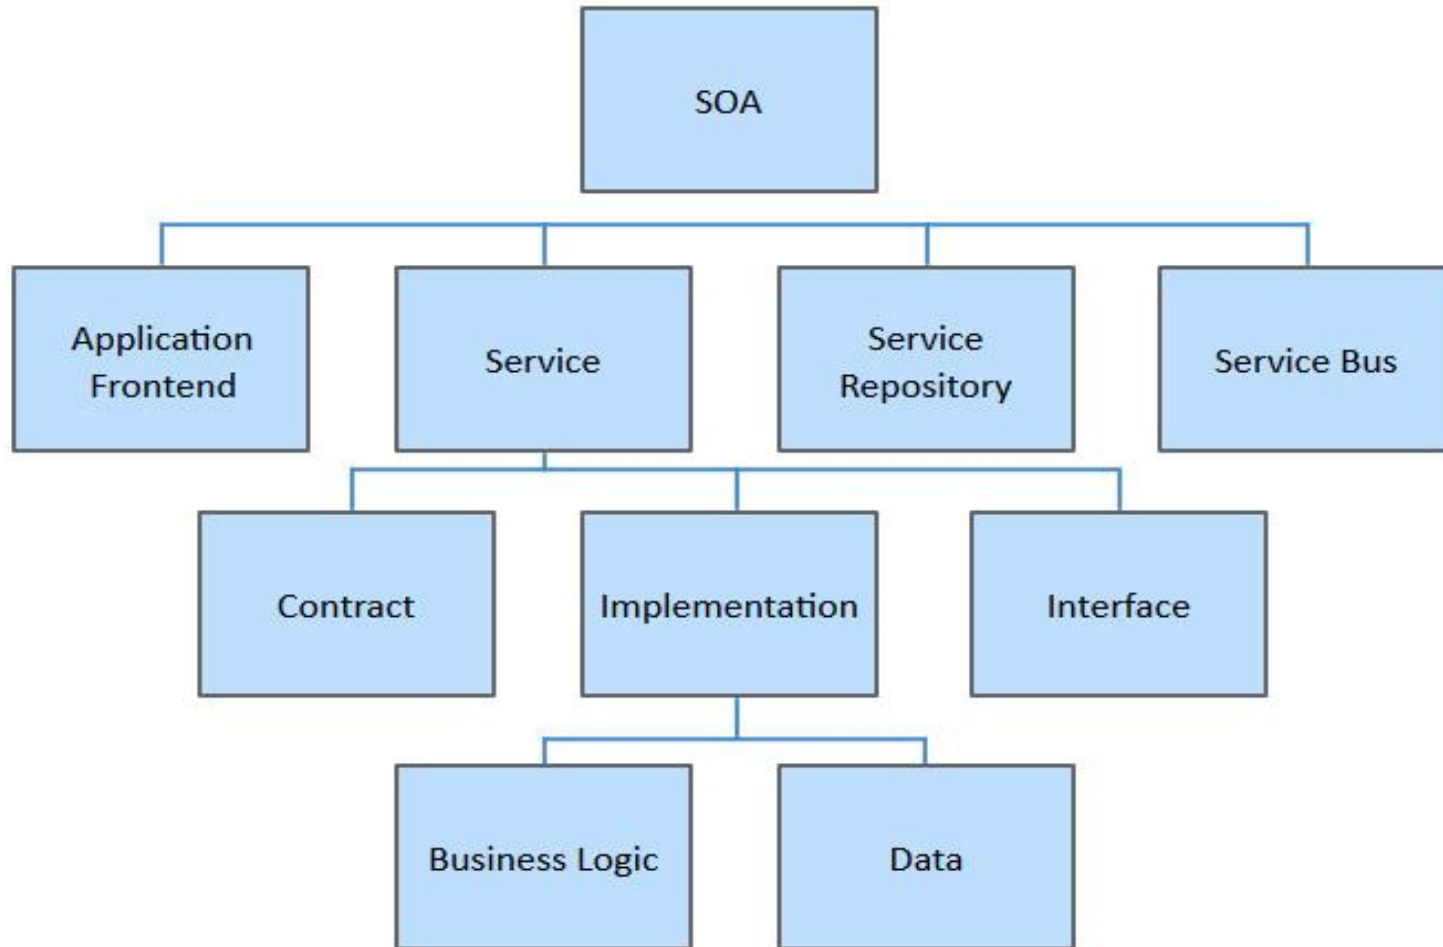 SOA
Application
Frontend
Service
Service
Repository
Service Bus
Contract
Implementation
Interface
Business Logic
Data